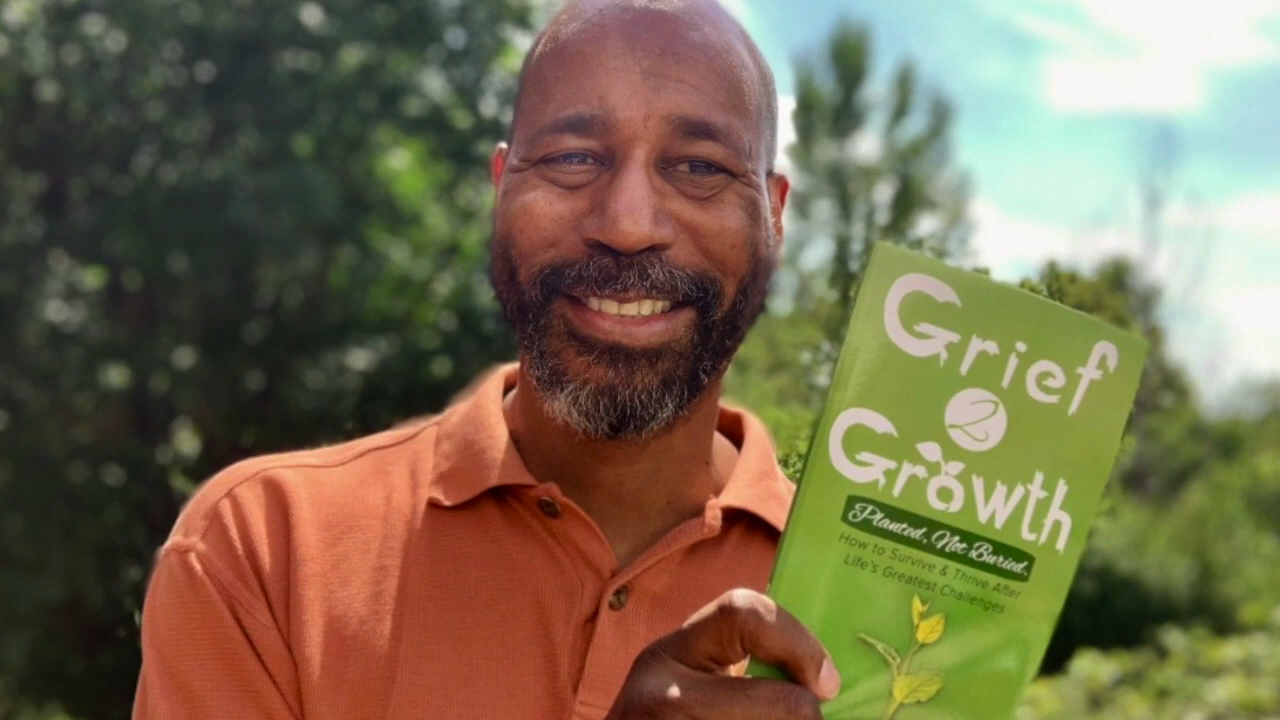 Grief
2
Growth
Planted, Not Buried.
How to Survive & Thrive After
Life's Greatest Challenges